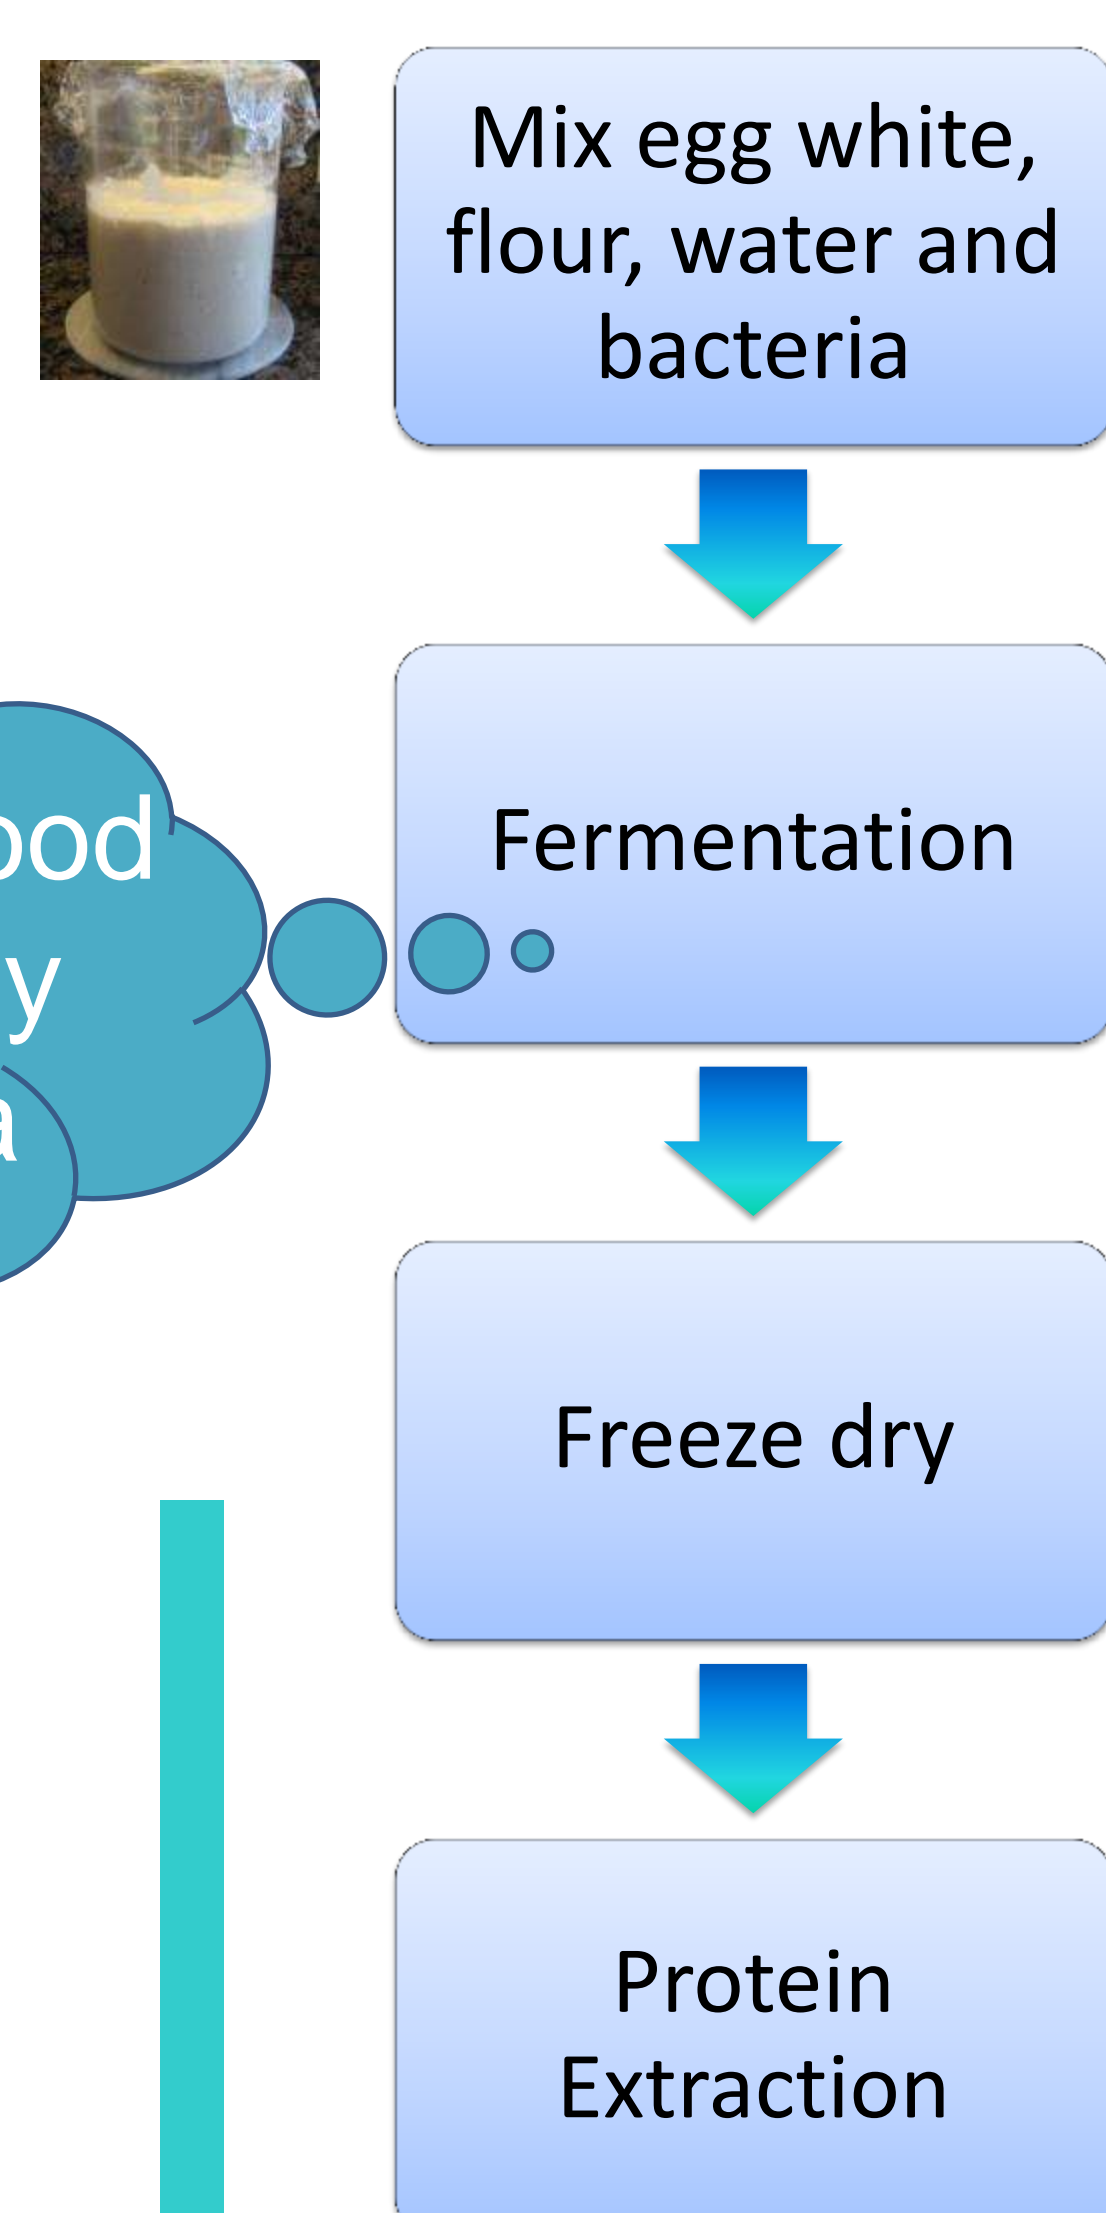 Mix egg white,
flour, water and
bacteria
Fermentation
Freeze dry
Protein
Extraction